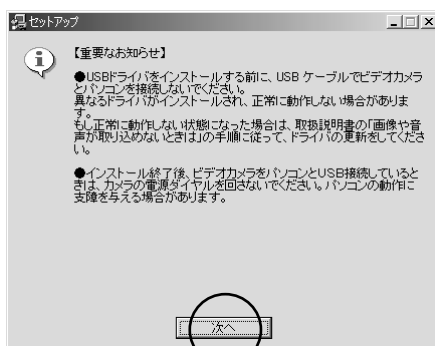 セットアップ
【重要なお知らせ】
●USBドライバをインストールする前に、USB ケーブルでビデオカメラ
とパソコンを接続しないでください。
異なるドライバがインストールされ、正常に動作しない場合がありま
す。
もし正常に動作しない状態になった場合は、取扱説明書の「画像や音
声が取り込めないときは」の手順に従って、ドライバの更新をしてくださ
い。
●インストール終了後、ビデオカメラをパソコンとUSB接続していると
きは、カメラの電源ダイヤルを回さないでください。パソコンの動作に
支障を与える場合があります。
次へ